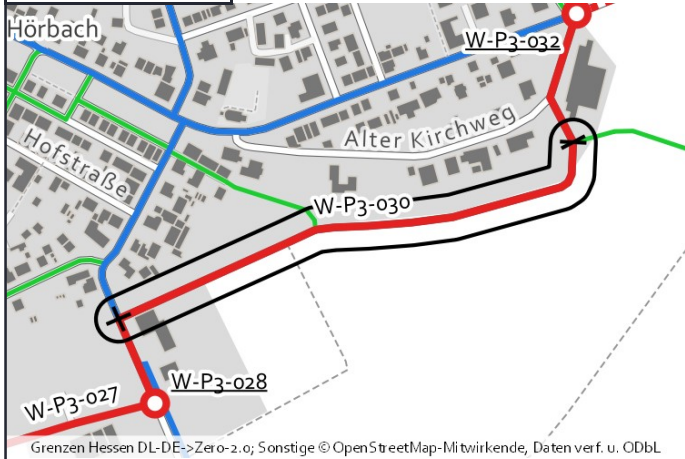 Hörbach
W-P3-032
Alter Kirchweg
Hofstraße
W-P3-030
W-P3-028
W-P3-027
Grenzen Hessen DL-DE->Zero-2.0; Sonstige © OpenStreetMap-Mitwirkende, Daten verf. u. ODbL